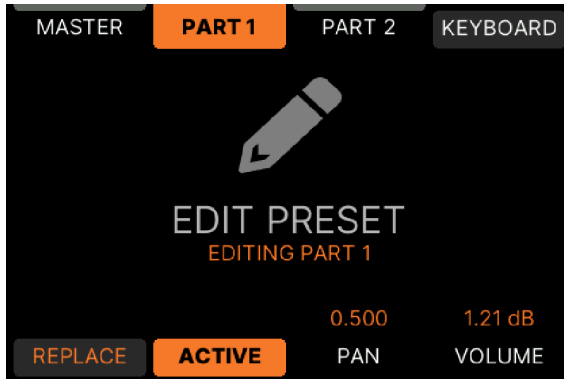 MASTER PART 1 PART 2 KEYBOARD
EDIT PRESET
EDITING PART 1
0.500 1.21 dB
REPLACE ACTIVE PAN VOLUME